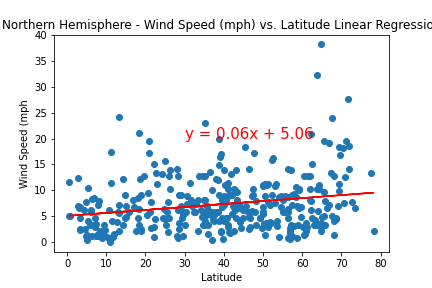 Northern Hemisphere - Wind Speed (mph) vs. Latitude Linear Regressio
40
35
30
25
20
15
10
5
0
Wind Speed (mph
y = 0.06x + 5.06
0 10 20 30 40 50 60 70 80
Latitude